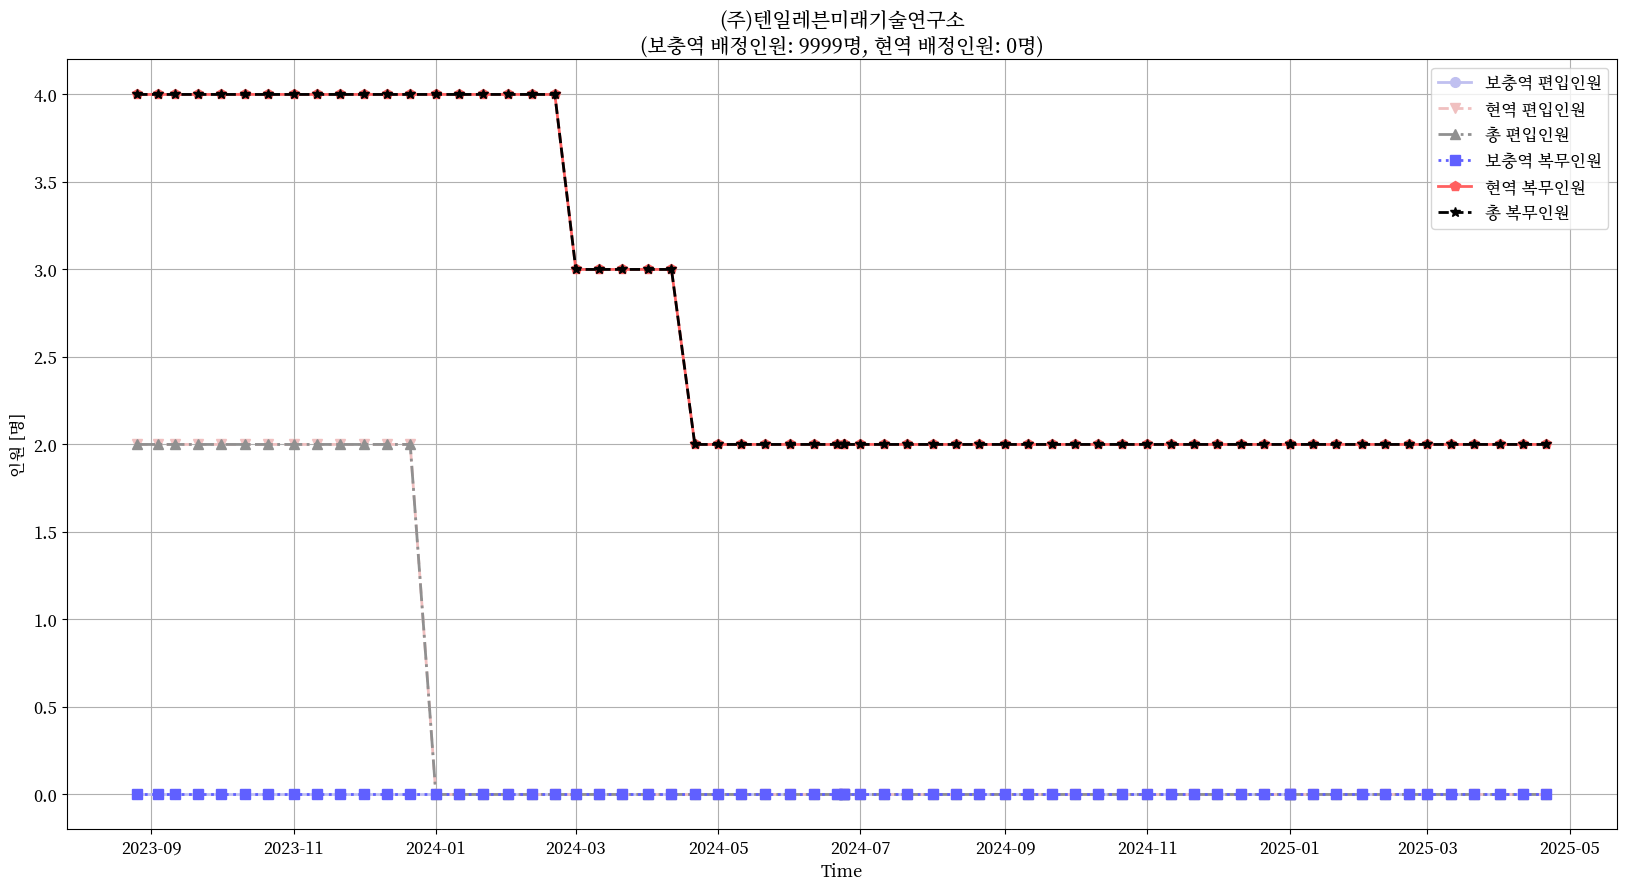 (주)텐일레븐미래기술연구소
(보충역 배정인원: 9999명, 현역 배정인원: 0명)
보충역 편입인원
현역 편입인원
총 편입인원
보충역 복무인원
현역 복무인원
총 복무인원
인원 [명]
4.0
3.5
3.0
2.5
2.0
1.5
1.0
0.5
0.0
2023-09
2023-11
2024-01
2024-03
2024-05
2024-07
2024-09
2024-11
2025-01
2025-03
2025-05
Time